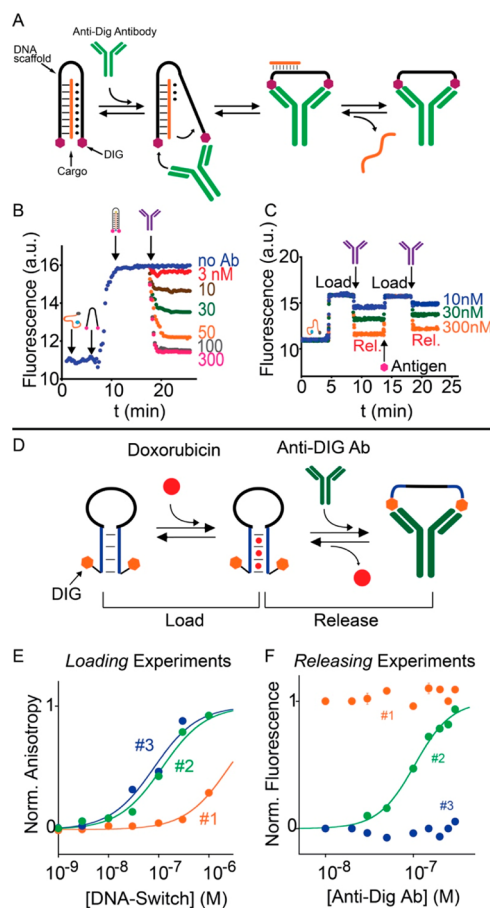 A
Anti-Dig Antibody
DNA
scaffold
Cargo
DIG
B
Fluorescence (a.u.)
16
14
12
10
0
10
20
30
t (min)
no Ab
3 nM
10
30
50
100
300
C
Fluorescence (a.u.)
20
15
10
5
0
0
5
10
15
20
25
t (min)
Load
Load
Rel.
Rel.
10nM
30nM
300nM
Antigen
D
Doxorubicin
Anti-DIG Ab
DIG
Load
Release
E
Loading Experiments
Norm. Anisotropy
1
0
#3
#2
#1
10⁻⁹
10⁻⁸
10⁻⁷
10⁻⁶
[DNA-Switch] (M)
F
Releasing Experiments
Norm. Fluorescence
1
0
#1
#2
#3
10⁻⁸
10⁻⁷
[Anti-Dig Ab] (M)